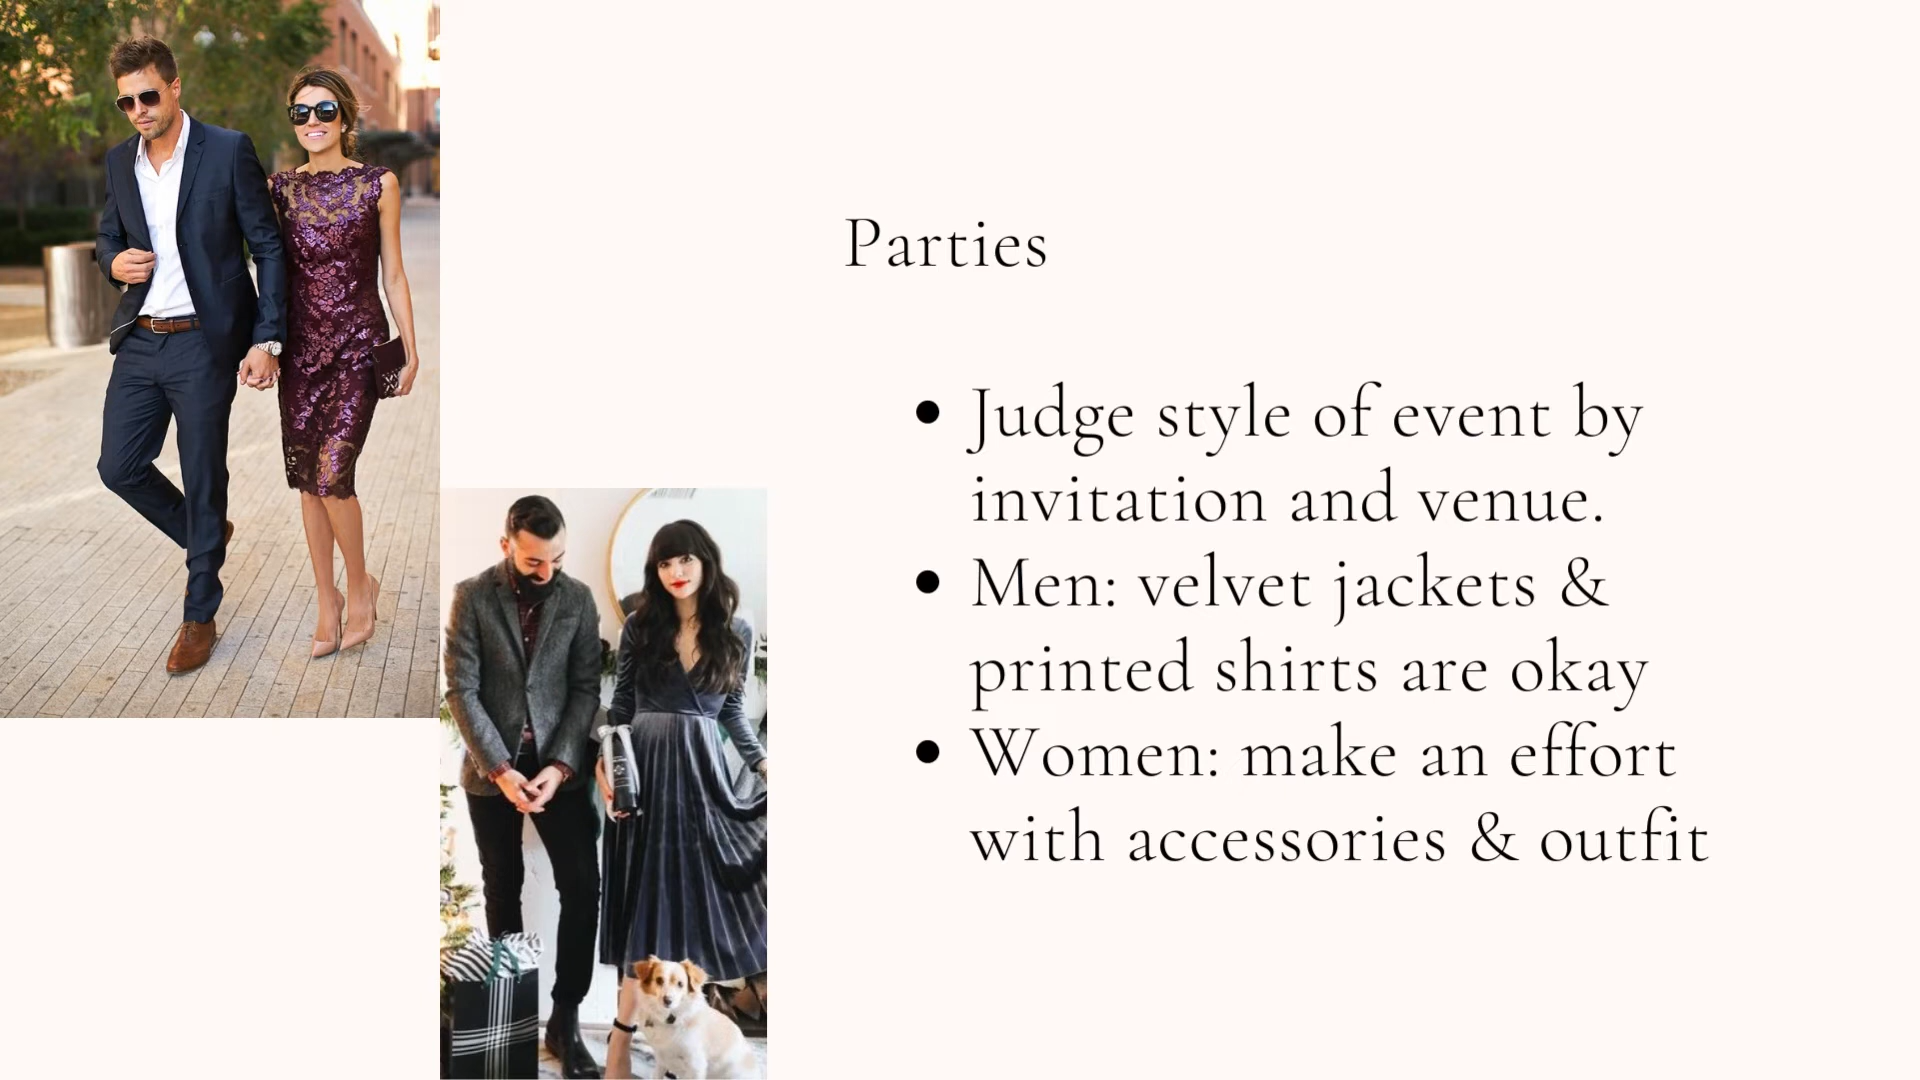 Parties
• Judge style of event by
invitation and venue.
• Men: velvet jackets &
printed shirts are okay
• Women: make an effort
with accessories & outfit